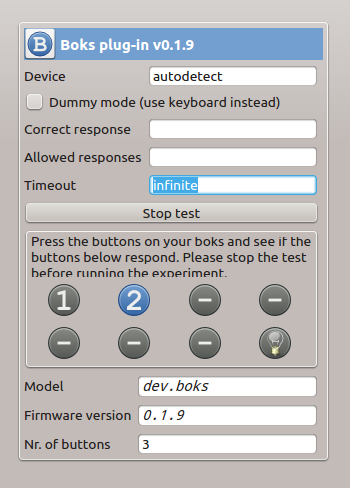 B Boks plug-in v0.1.9
Device autodetect
Dummy mode (use keyboard instead)
Correct response
Allowed responses
Timeout infinite
Stop test
Press the buttons on your boks and see if the
buttons below respond. Please stop the test
before running the experiment.
1 2 – –
– – –
Model dev.boks
Firmware version 0.1.9
Nr. of buttons 3